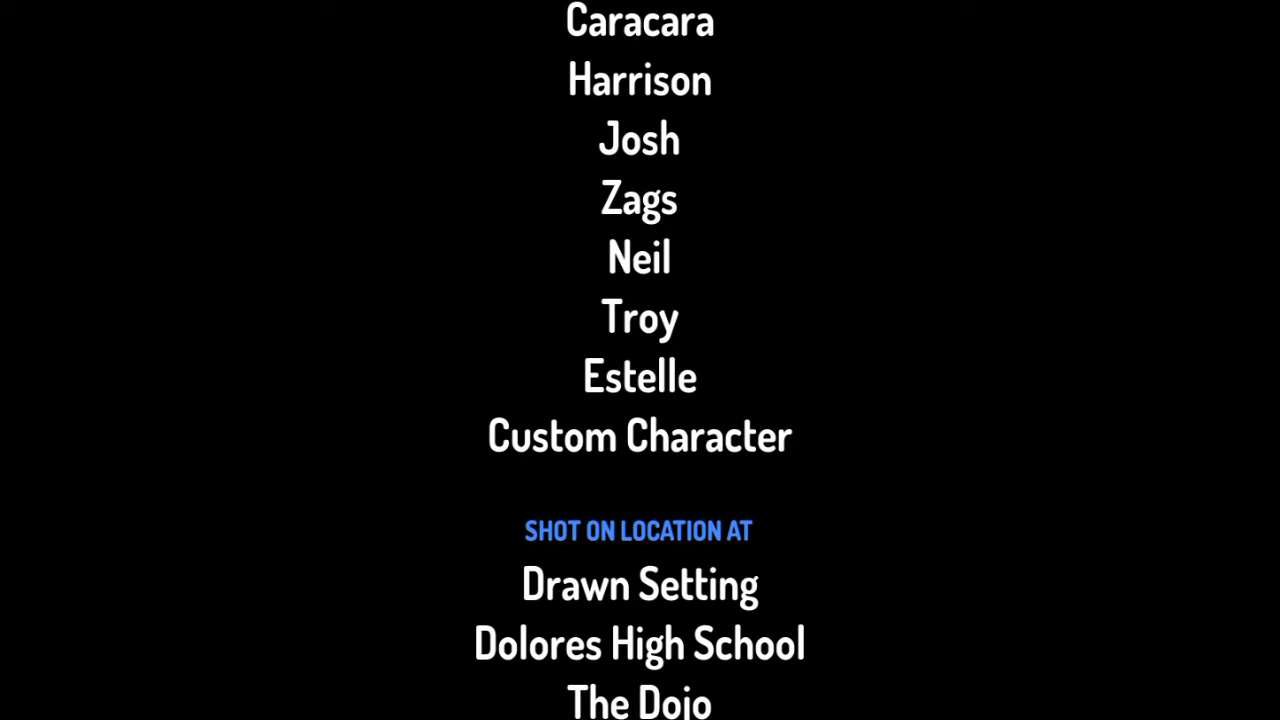 Caracara
Harrison
Josh
Zags
Neil
Troy
Estelle
Custom Character
SHOT ON LOCATION AT
Drawn Setting
Dolores High School
The Dojo